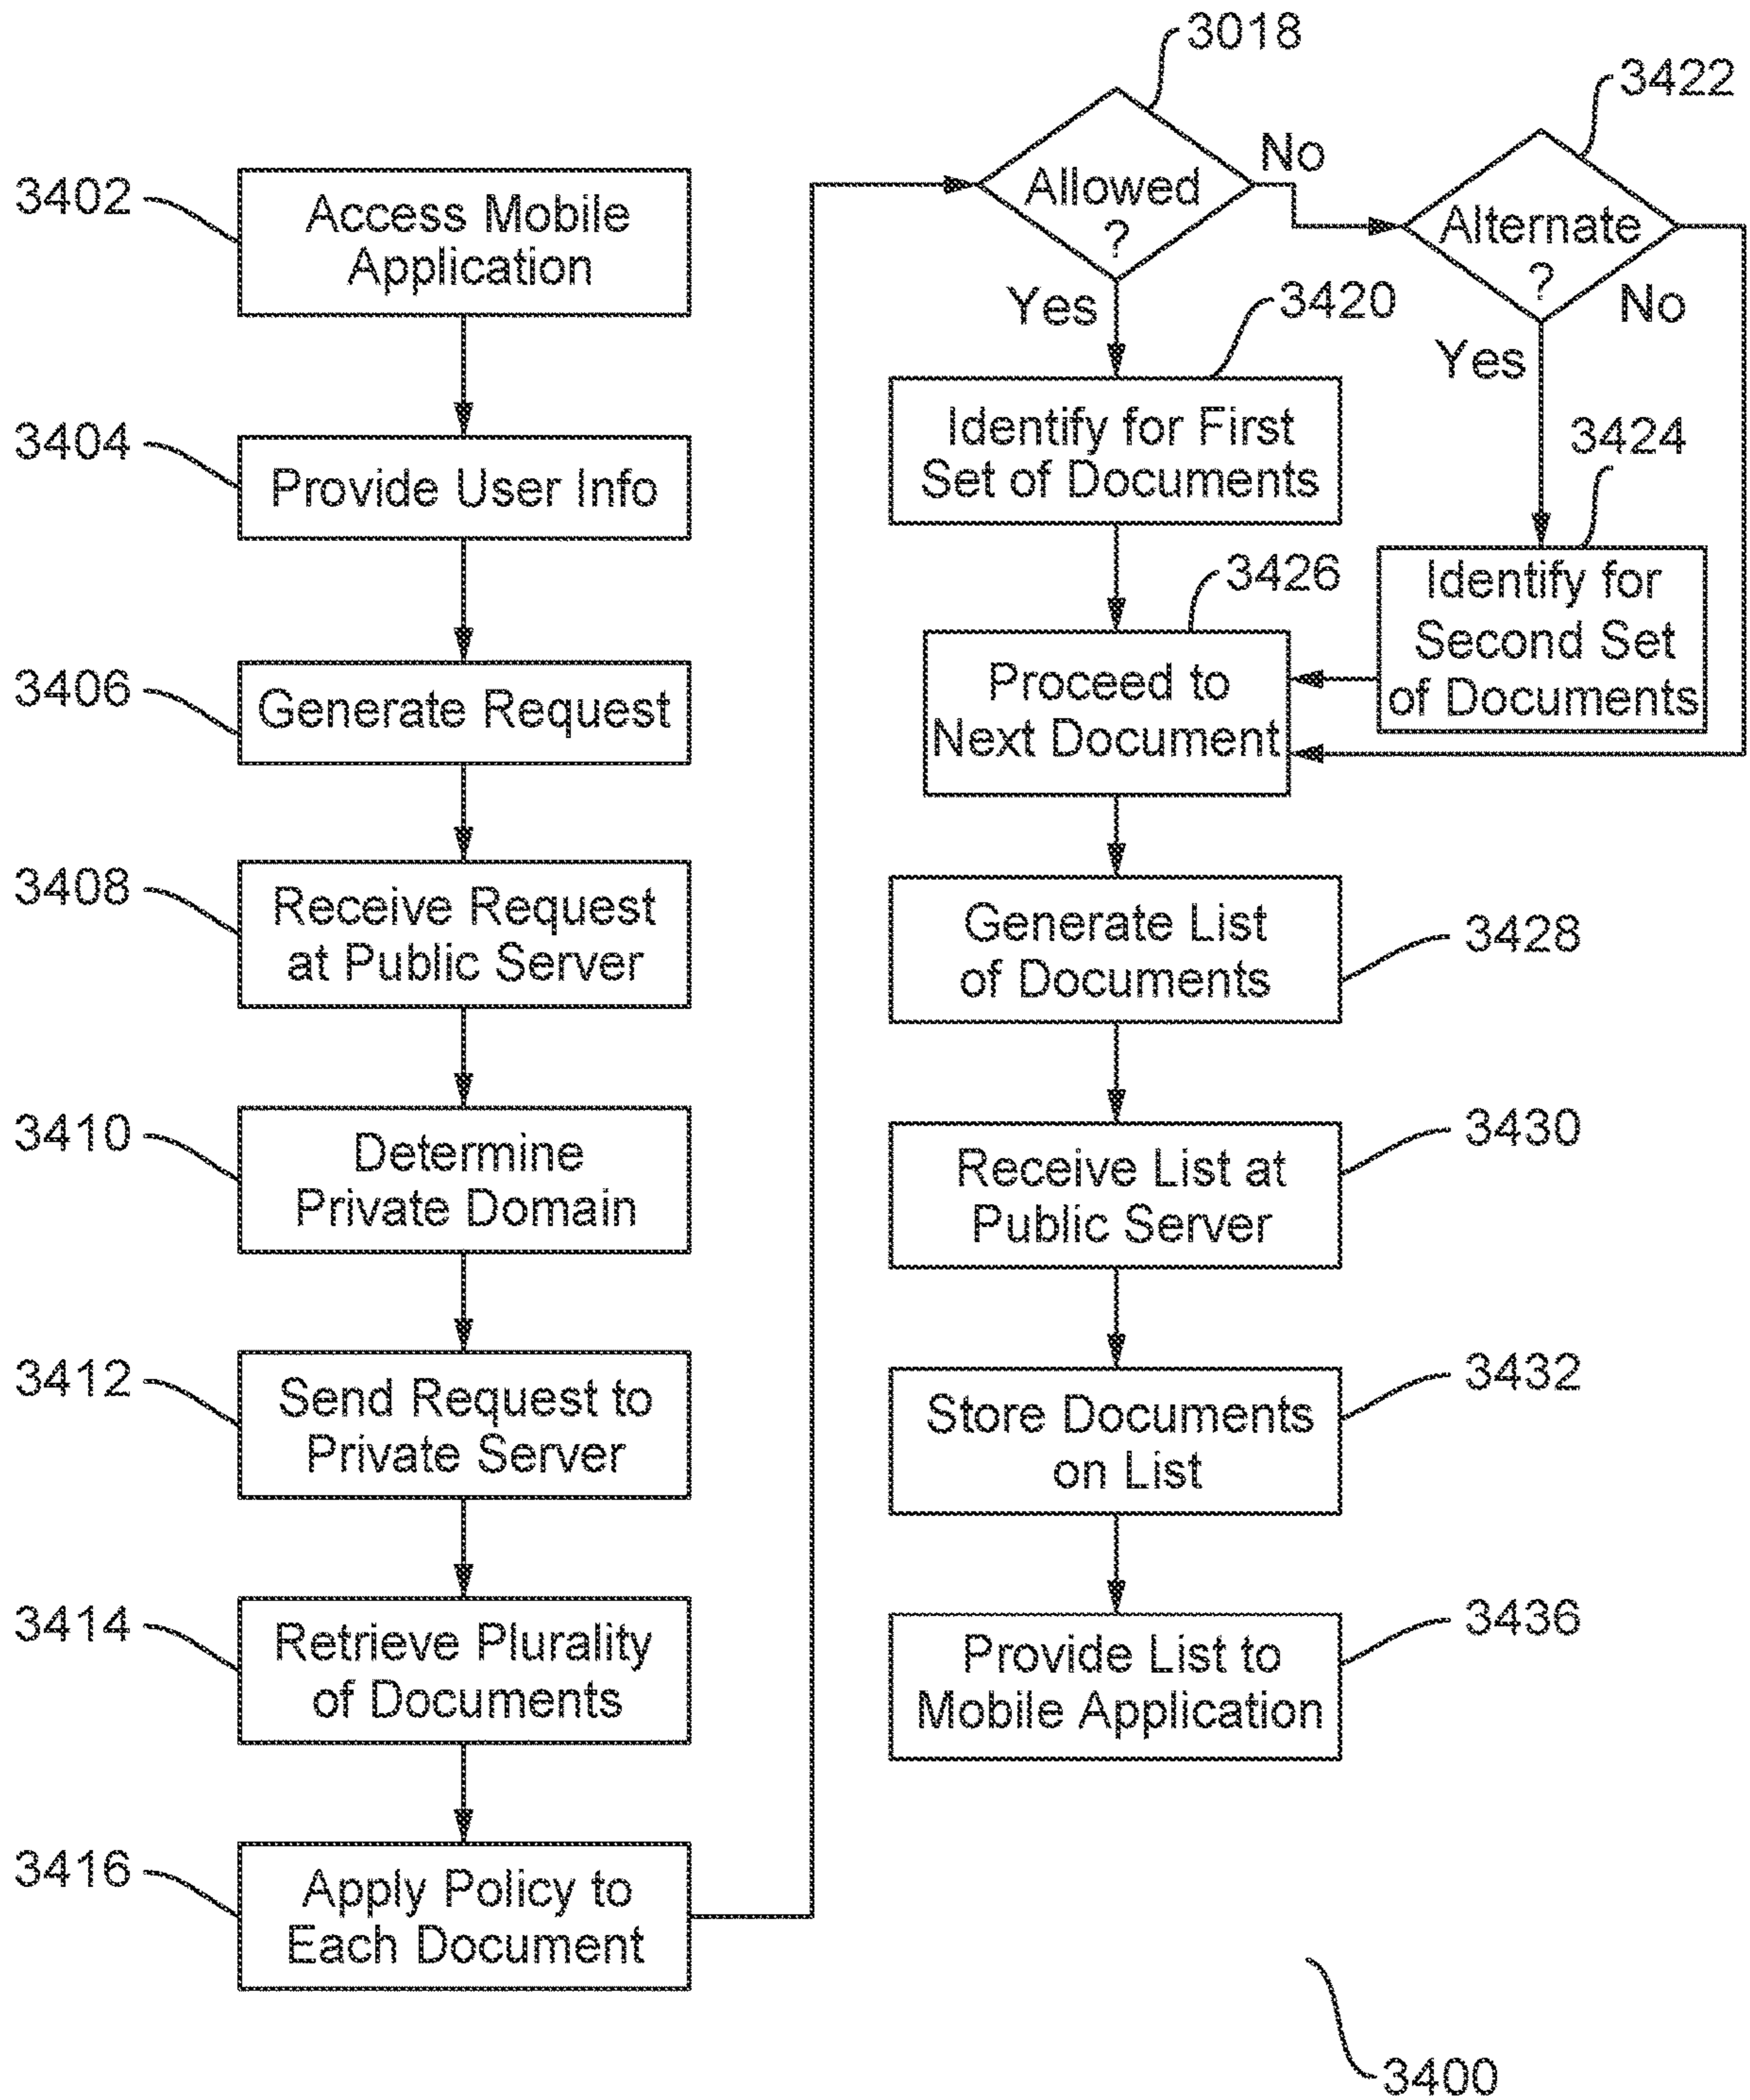 3402
Access Mobile
Application
3404
Provide User Info
3406
Generate Request
3408
Receive Request
at Public Server
3410
Determine
Private Domain
3412
Send Request to
Private Server
3414
Retrieve Plurality
of Documents
3416
Apply Policy to
Each Document
3018
Allowed
?
No
Yes
3422
Alternate
?
No
Yes
3420
Identify for First
Set of Documents
3424
Identify for
Second Set
of Documents
3426
Proceed to
Next Document
Generate List
of Documents
3428
Receive List at
Public Server
3430
Store Documents
on List
3432
Provide List to
Mobile Application
3436
3400